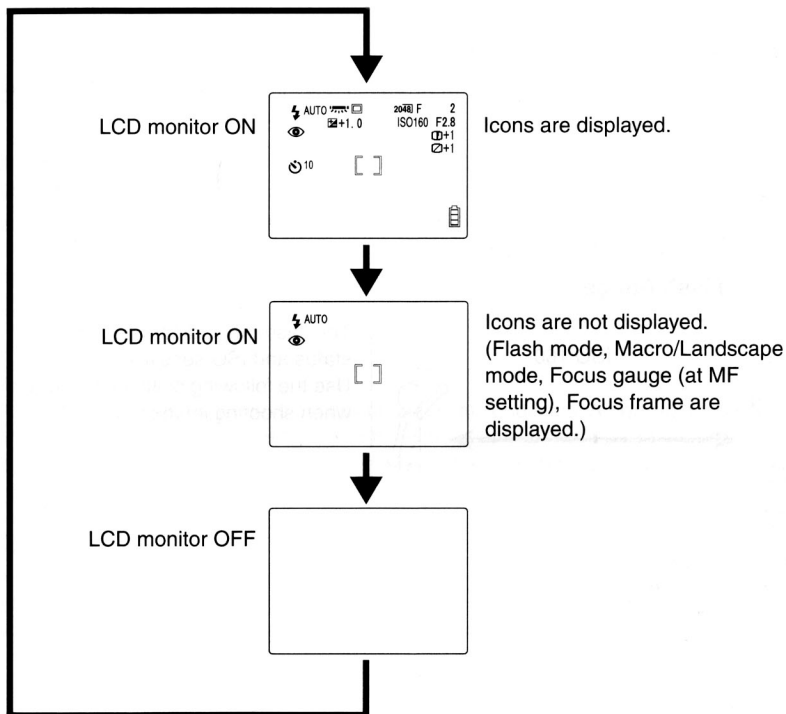 LCD monitor ON
AUTO 2048 F 2
+1.0 ISO160 F2.8
+1
+1
10
Icons are displayed.
LCD monitor ON
AUTO
Icons are not displayed.
(Flash mode, Macro/Landscape
mode, Focus gauge (at MF
setting), Focus frame are
displayed.)
LCD monitor OFF